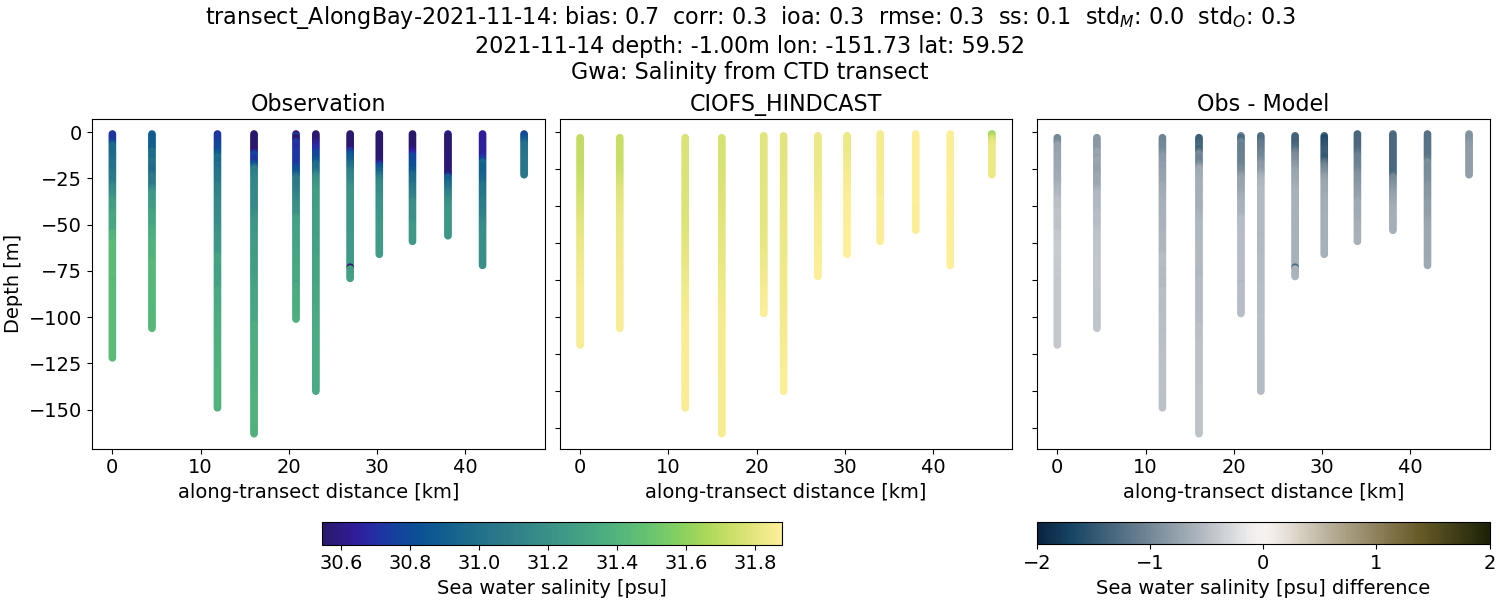 transect_AlongBay-2021-11-14: bias: 0.7 corr: 0.3 ioa: 0.3 rmse: 0.3 ss: 0.1 std_M: 0.0 std_O: 0.3
2021-11-14 depth: -1.00m lon: -151.73 lat: 59.52
Gwa: Salinity from CTD transect
Observation
CIOFS_HINDCAST
Obs - Model
Depth [m]
0
−25
−50
−75
−100
−125
−150
0 10 20 30 40
0 10 20 30 40
0 10 20 30 40
along-transect distance [km]
along-transect distance [km]
along-transect distance [km]
30.6 30.8 31.0 31.2 31.4 31.6 31.8
Sea water salinity [psu]
−2 −1 0 1 2
Sea water salinity [psu] difference